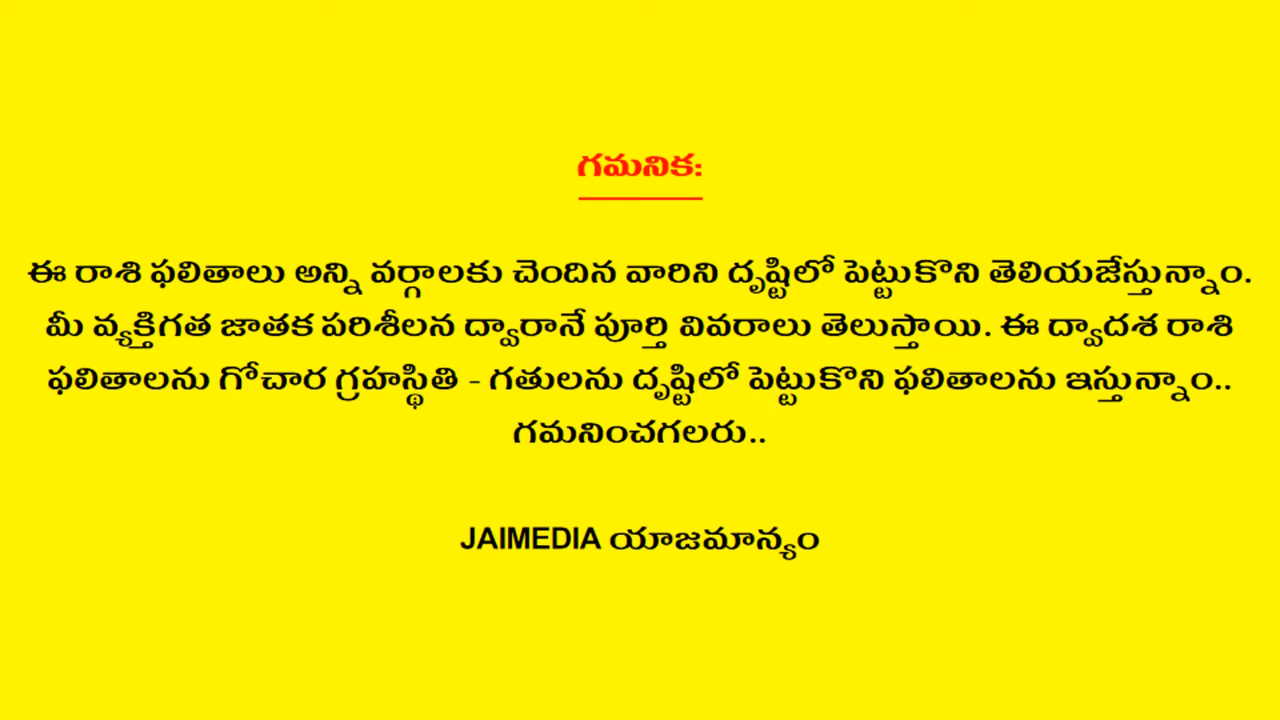 గమనిక:
ఈ రాశి ఫలితాలు అన్ని వర్గాలకు చెందిన వారిని దృష్టిలో పెట్టుకొని తెలియజేస్తున్నాం.
మీ వ్యక్తిగత జాతక పరిశీలన ద్వారానే పూర్తి వివరాలు తెలుస్తాయి. ఈ ద్వాదశ రాశి
ఫలితాలను గోచార గ్రహస్థితి - గతులను దృష్టిలో పెట్టుకొని ఫలితాలను ఇస్తున్నాం..
గమనించగలరు..
JAIMEDIA యాజమాన్యం